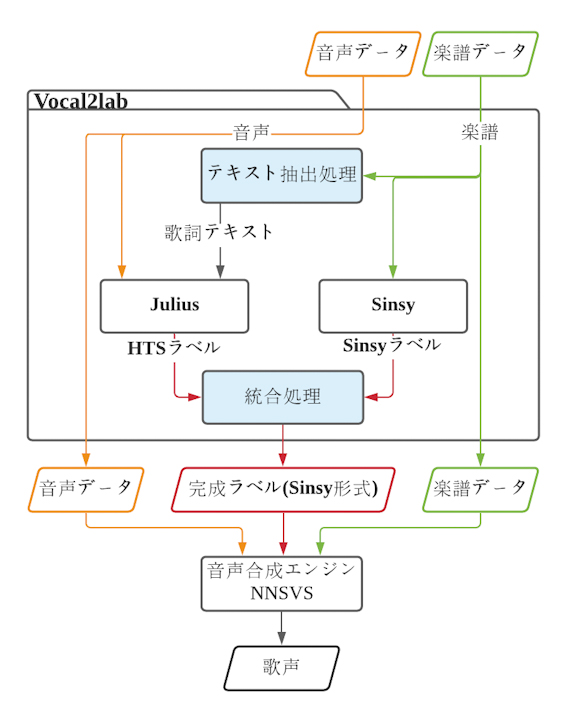 音声データ
楽譜データ
Vocal2lab
音声
楽譜
テキスト抽出処理
歌詞テキスト
Julius
Sinsy
HTSラベル
Sinsyラベル
統合処理
音声データ
完成ラベル(Sinsy形式)
楽譜データ
音声合成エンジン
NNSVS
歌声